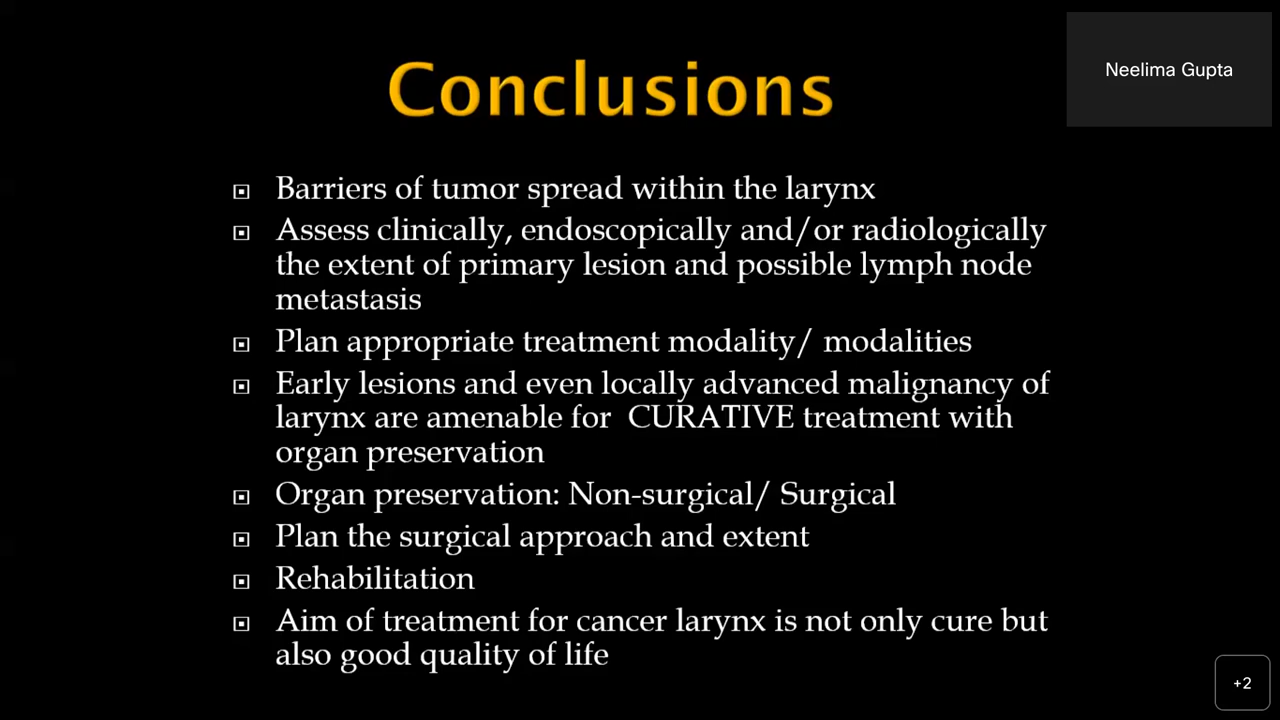 Conclusions
Neelima Gupta
Barriers of tumor spread within the larynx
Assess clinically, endoscopically and/or radiologically
the extent of primary lesion and possible lymph node
metastasis
Plan appropriate treatment modality/ modalities
Early lesions and even locally advanced malignancy of
larynx are amenable for CURATIVE treatment with
organ preservation
Organ preservation: Non-surgical/ Surgical
Plan the surgical approach and extent
Rehabilitation
Aim of treatment for cancer larynx is not only cure but
also good quality of life
+2